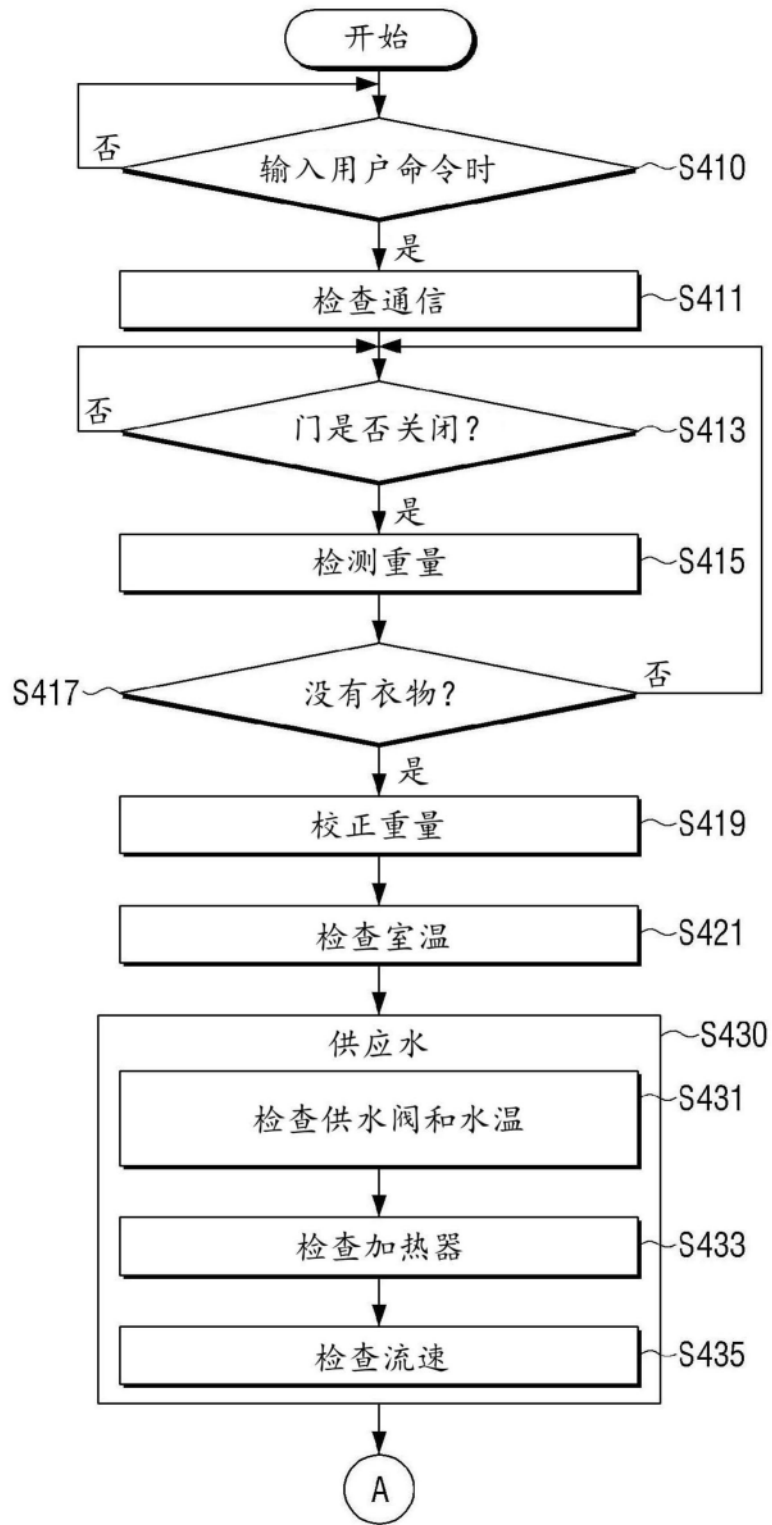 开始
否
输入用户命令时
S410
是
检查通信
S411
否
门是否关闭?
S413
是
检测重量
S415
S417
没有衣物?
否
是
校正重量
S419
检查室温
S421
供应水
S430
检查供水阀和水温
S431
检查加热器
S433
检查流速
S435
A